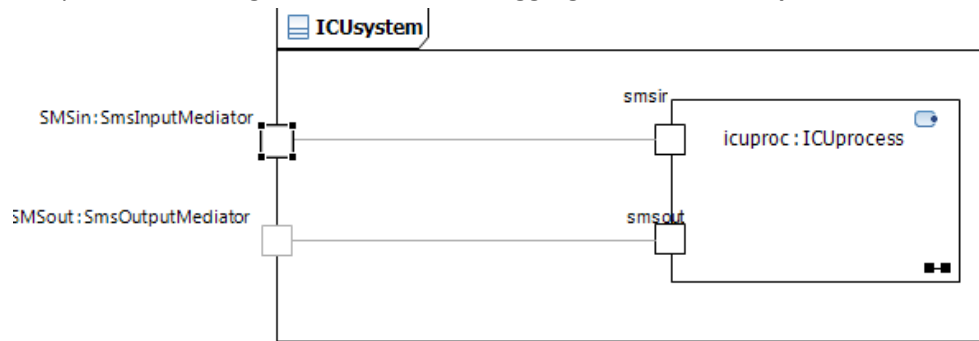 ICUsystem
smsir
SMSin:SmsInputMediator
icuproc:ICUprocess
SMSout:SmsOutputMediator
smsout